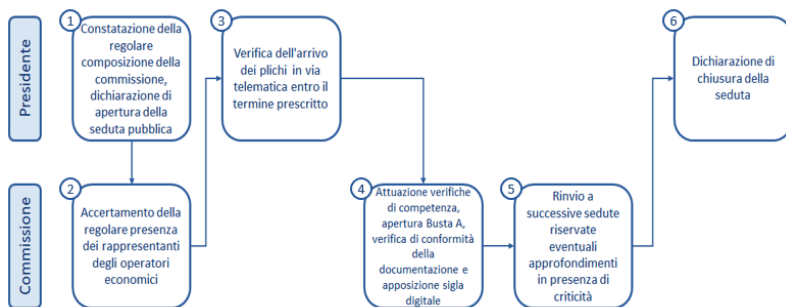 Presidente
1
Constatazione della
regolare
composizione della
commissione,
dichiarazione di
apertura della
seduta pubblica
3
Verifica dell'arrivo
dei plichi in via
telematica entro il
termine prescritto
6
Dichiarazione di
chiusura della
seduta
Commissione
2
Accertamento della
regolare presenza
dei rappresentanti
degli operatori
economici
4
Attuazione verifiche
di competenza,
apertura Busta A,
verifica di conformità
della
documentazione e
apposizione sigla
digitale
5
Rinvio a
successive sedute
riservate
eventuali
approfondimenti
in presenza di
criticità